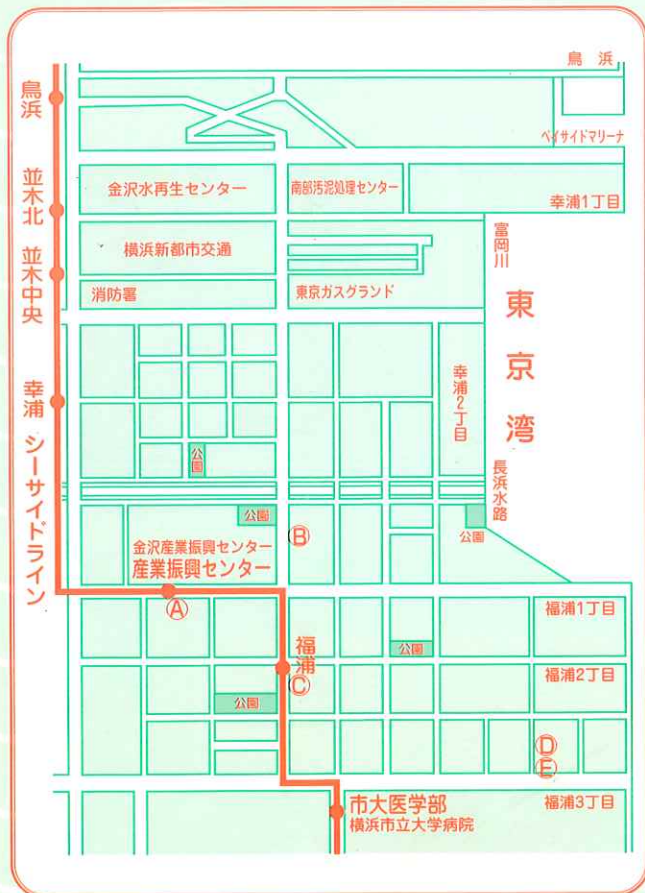 鳥浜
鳥浜
ベイサイドマリーナ
並木北
金沢水再生センター
南部汚泥処理センター
幸浦1丁目
富岡川
横浜新都市交通
並木中央
消防署
東京ガスグランド
東京湾
幸浦
幸浦2丁目
シーサイドライン
公園
長浜水路
公園
B
公園
金沢産業振興センター
産業振興センター
A
福浦1丁目
福浦
公園
福浦2丁目
C
公園
D
E
市大医学部
横浜市立大学病院
福浦3丁目